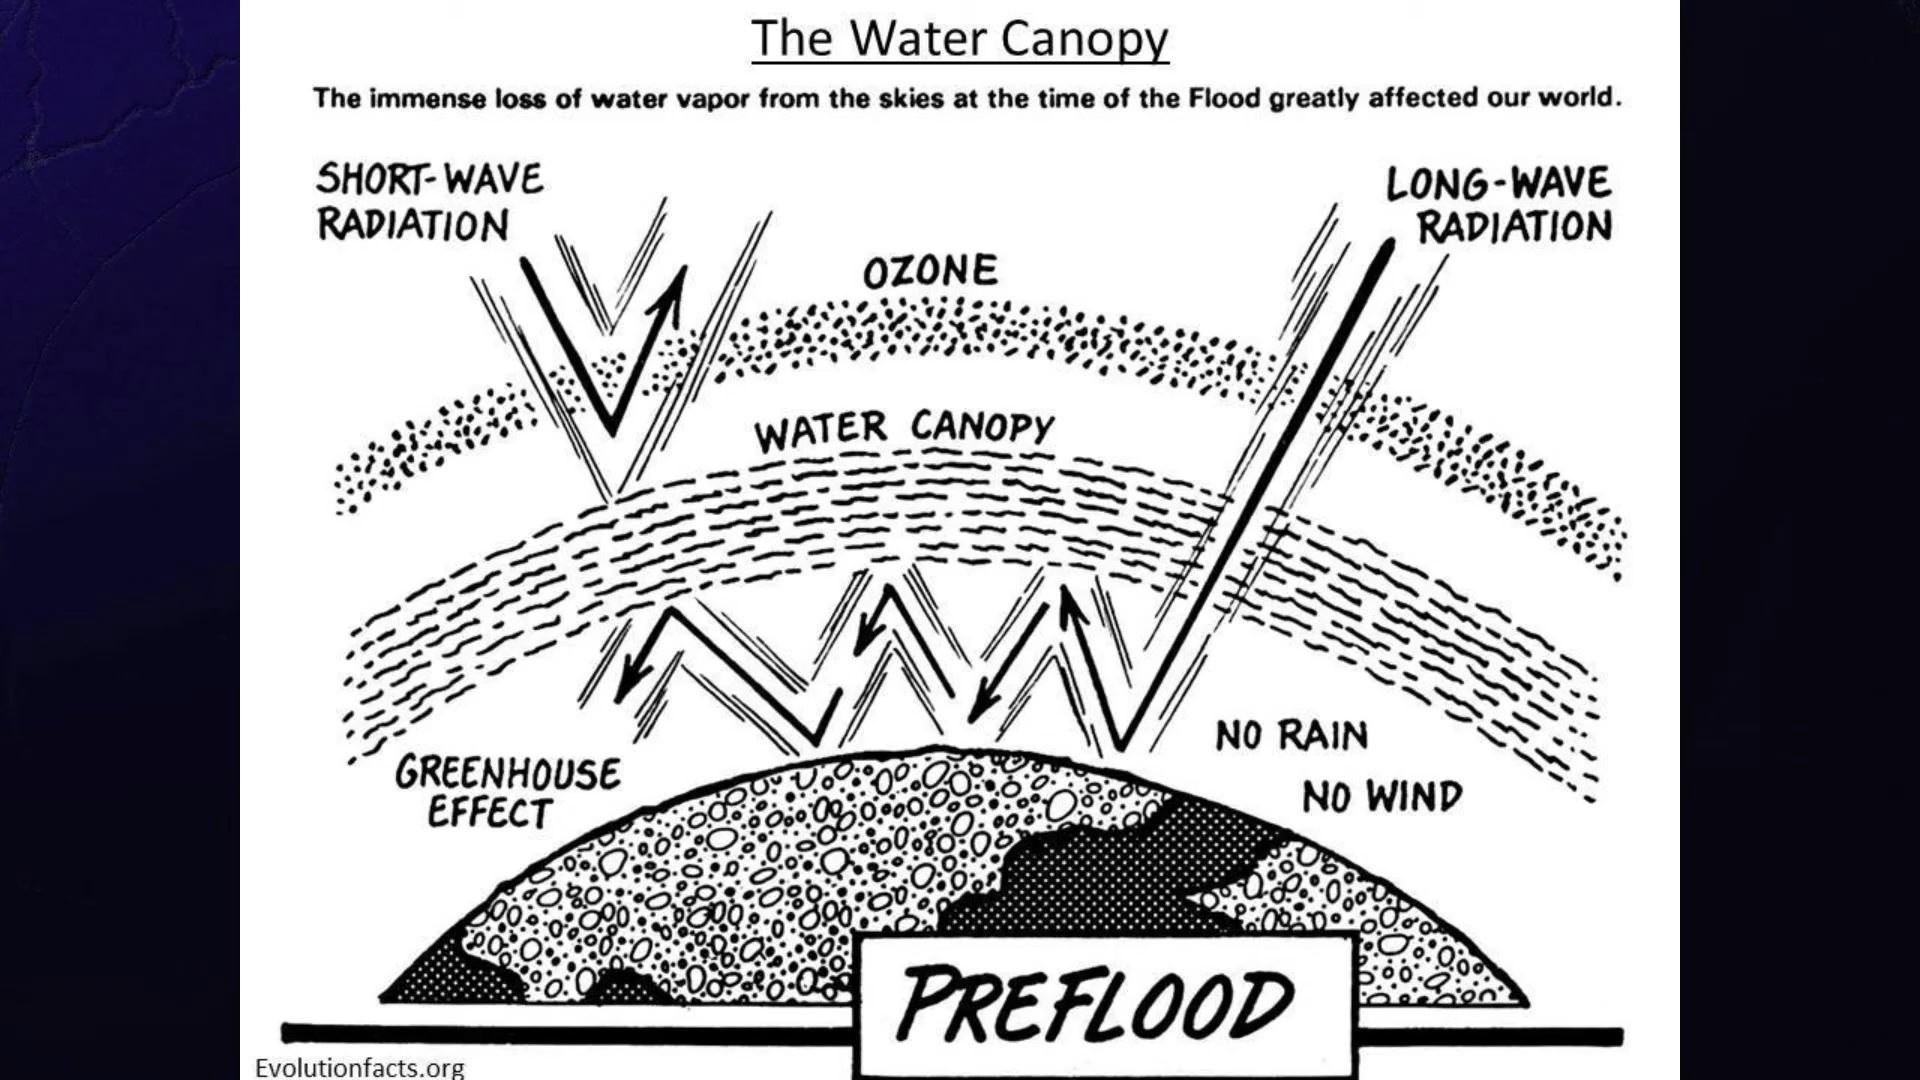 The Water Canopy
The immense loss of water vapor from the skies at the time of the Flood greatly affected our world.
SHORT-WAVE
RADIATION
LONG-WAVE
RADIATION
OZONE
WATER CANOPY
NO RAIN
NO WIND
GREENHOUSE
EFFECT
PREFLOOD
Evolutionfacts.org